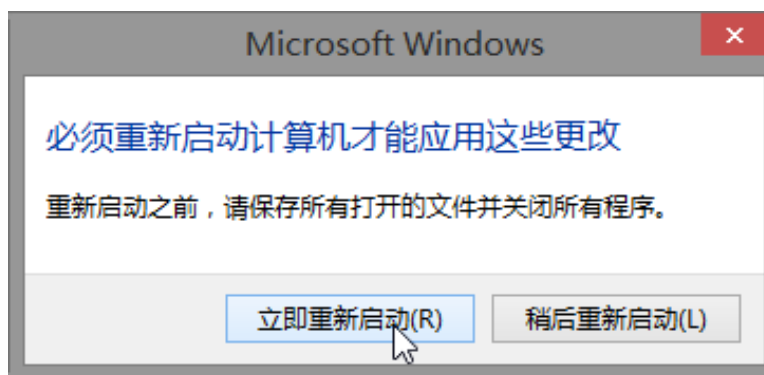 Microsoft Windows
必须重新启动计算机才能应用这些更改
重新启动之前，请保存所有打开的文件并关闭所有程序。
立即重新启动(R) 稍后重新启动(L)